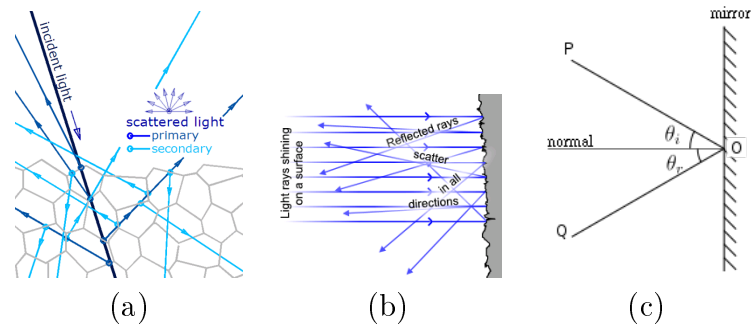 incident light
scattered light
primary
secondary
(a)
Light rays shining
on a surface
Reflected rays
scatter
in all
directions
(b)
mirror
P
normal
θi
θr
O
Q
(c)